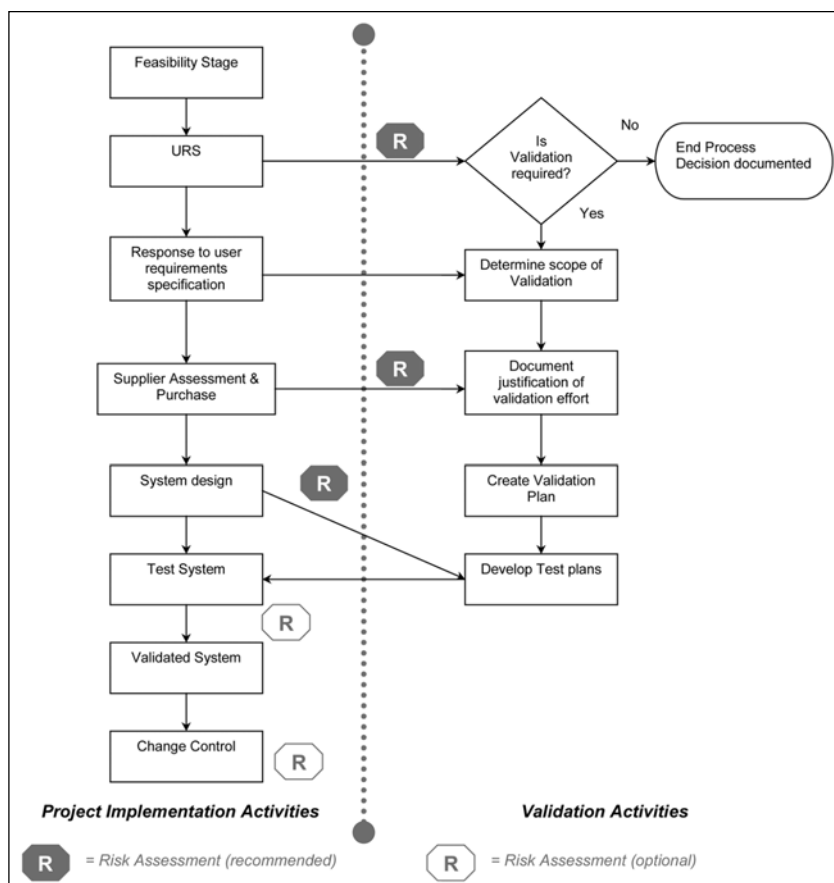 Feasibility Stage
URS
R
Is
Validation
required?
No
End Process
Decision documented
Yes
Response to user
requirements
specification
Determine scope of
Validation
Supplier Assessment &
Purchase
R
Document
justification of
validation effort
System design
R
Create Validation
Plan
Test System
Develop Test plans
R
Validated System
Change Control
R
Project Implementation Activities
Validation Activities
R = Risk Assessment (recommended)
R = Risk Assessment (optional)